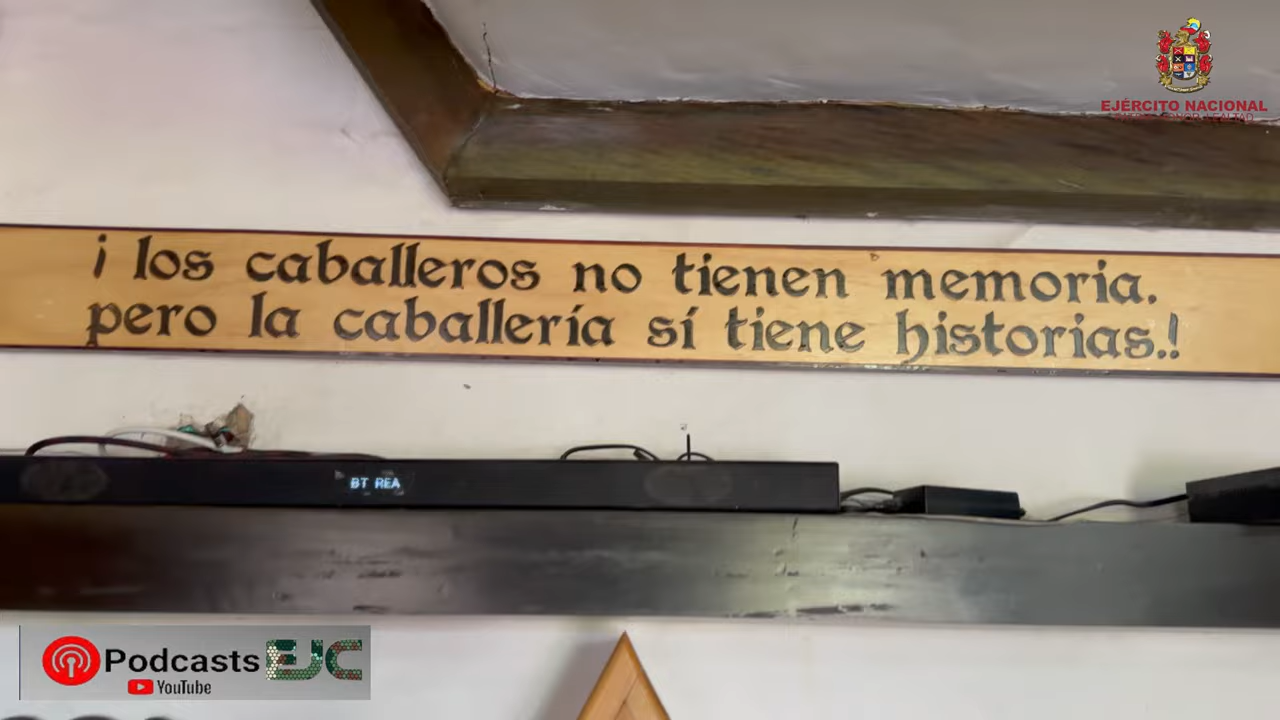 EJÉRCITO NACIONAL
¡ los caballeros no tienen memoria.
pero la caballería sí tiene historias.!
BT REA
Podcasts EJC
YouTube